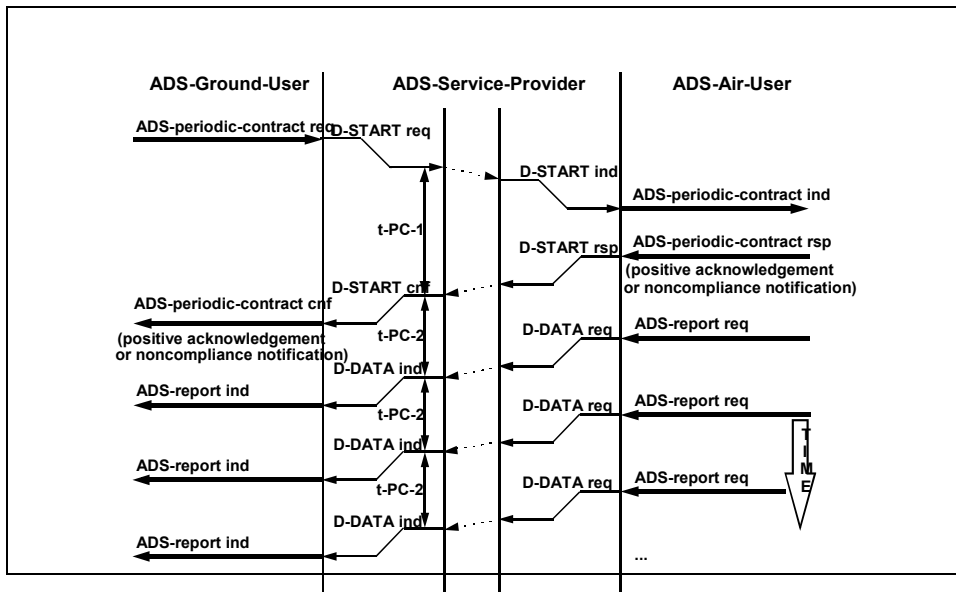 ADS-Ground-User
ADS-Service-Provider
ADS-Air-User
ADS-periodic-contract req
D-START req
D-START ind
ADS-periodic-contract ind
t-PC-1
D-START rsp
ADS-periodic-contract rsp
(positive acknowledgement
or noncompliance notification)
D-START cnf
ADS-periodic-contract cnf
(positive acknowledgement
or noncompliance notification)
t-PC-2
D-DATA req
ADS-report req
D-DATA ind
ADS-report ind
t-PC-2
D-DATA req
ADS-report req
D-DATA ind
ADS-report ind
t-PC-2
D-DATA req
ADS-report req
TIME
D-DATA ind
ADS-report ind
...